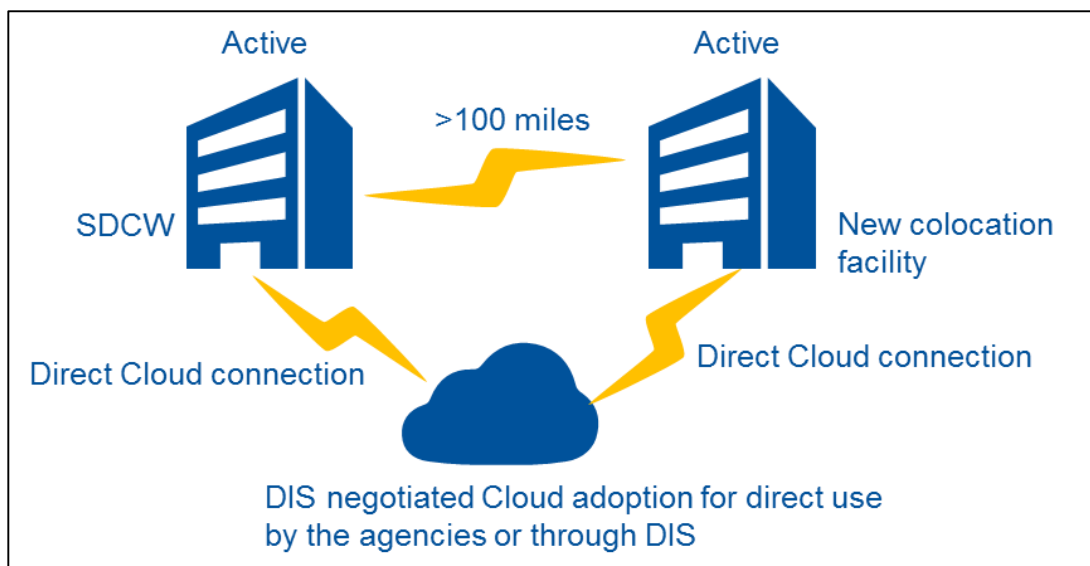 Active
Active
>100 miles
SDCW
New colocation
facility
Direct Cloud connection
Direct Cloud connection
DIS negotiated Cloud adoption for direct use
by the agencies or through DIS